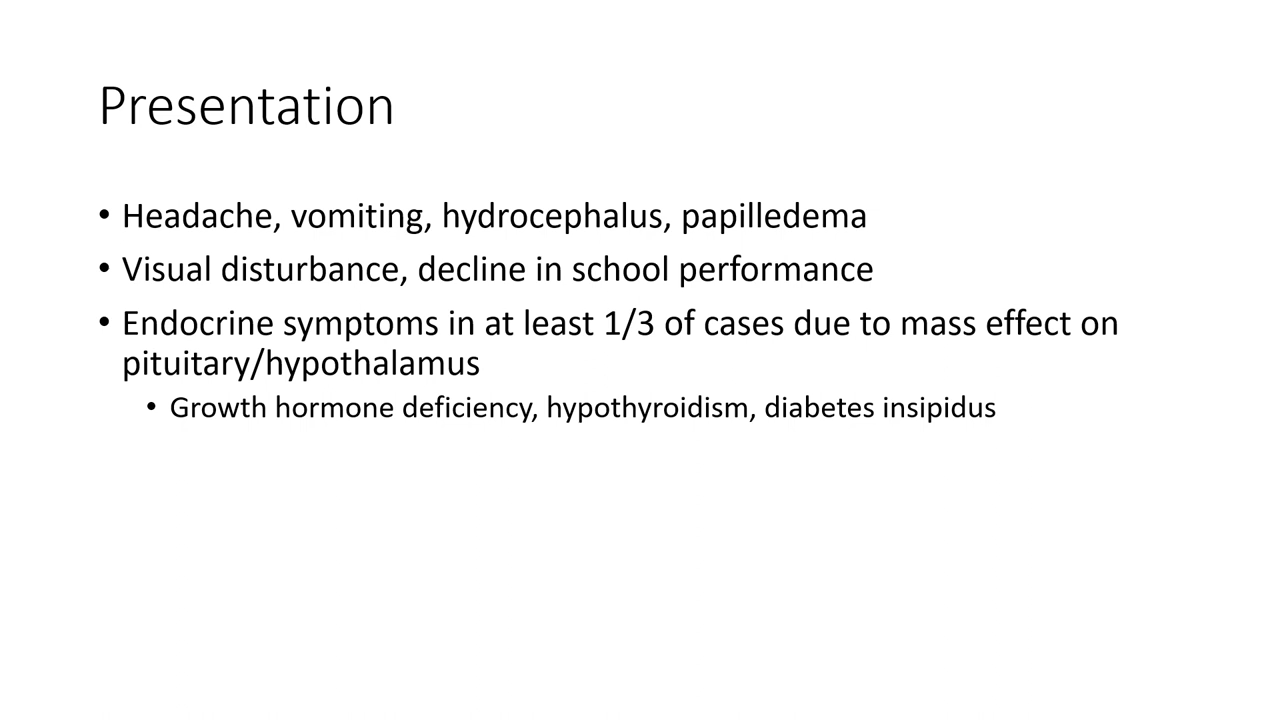 Presentation
• Headache, vomiting, hydrocephalus, papilledema
• Visual disturbance, decline in school performance
• Endocrine symptoms in at least 1/3 of cases due to mass effect on
pituitary/hypothalamus
• Growth hormone deficiency, hypothyroidism, diabetes insipidus